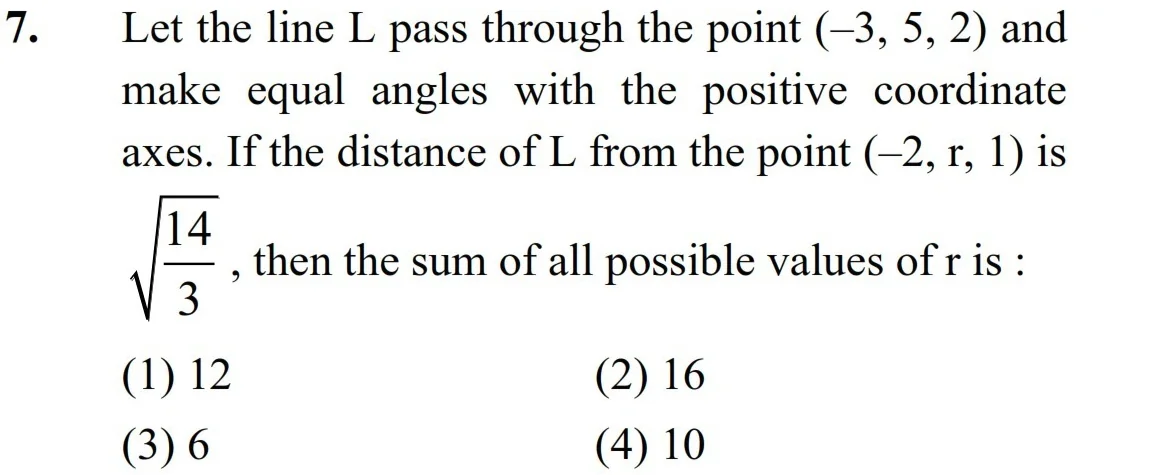 7. Let the line L pass through the point (–3, 5, 2) and
make equal angles with the positive coordinate
axes. If the distance of L from the point (–2, r, 1) is
√(14/3) , then the sum of all possible values of r is :
(1) 12 (2) 16
(3) 6 (4) 10